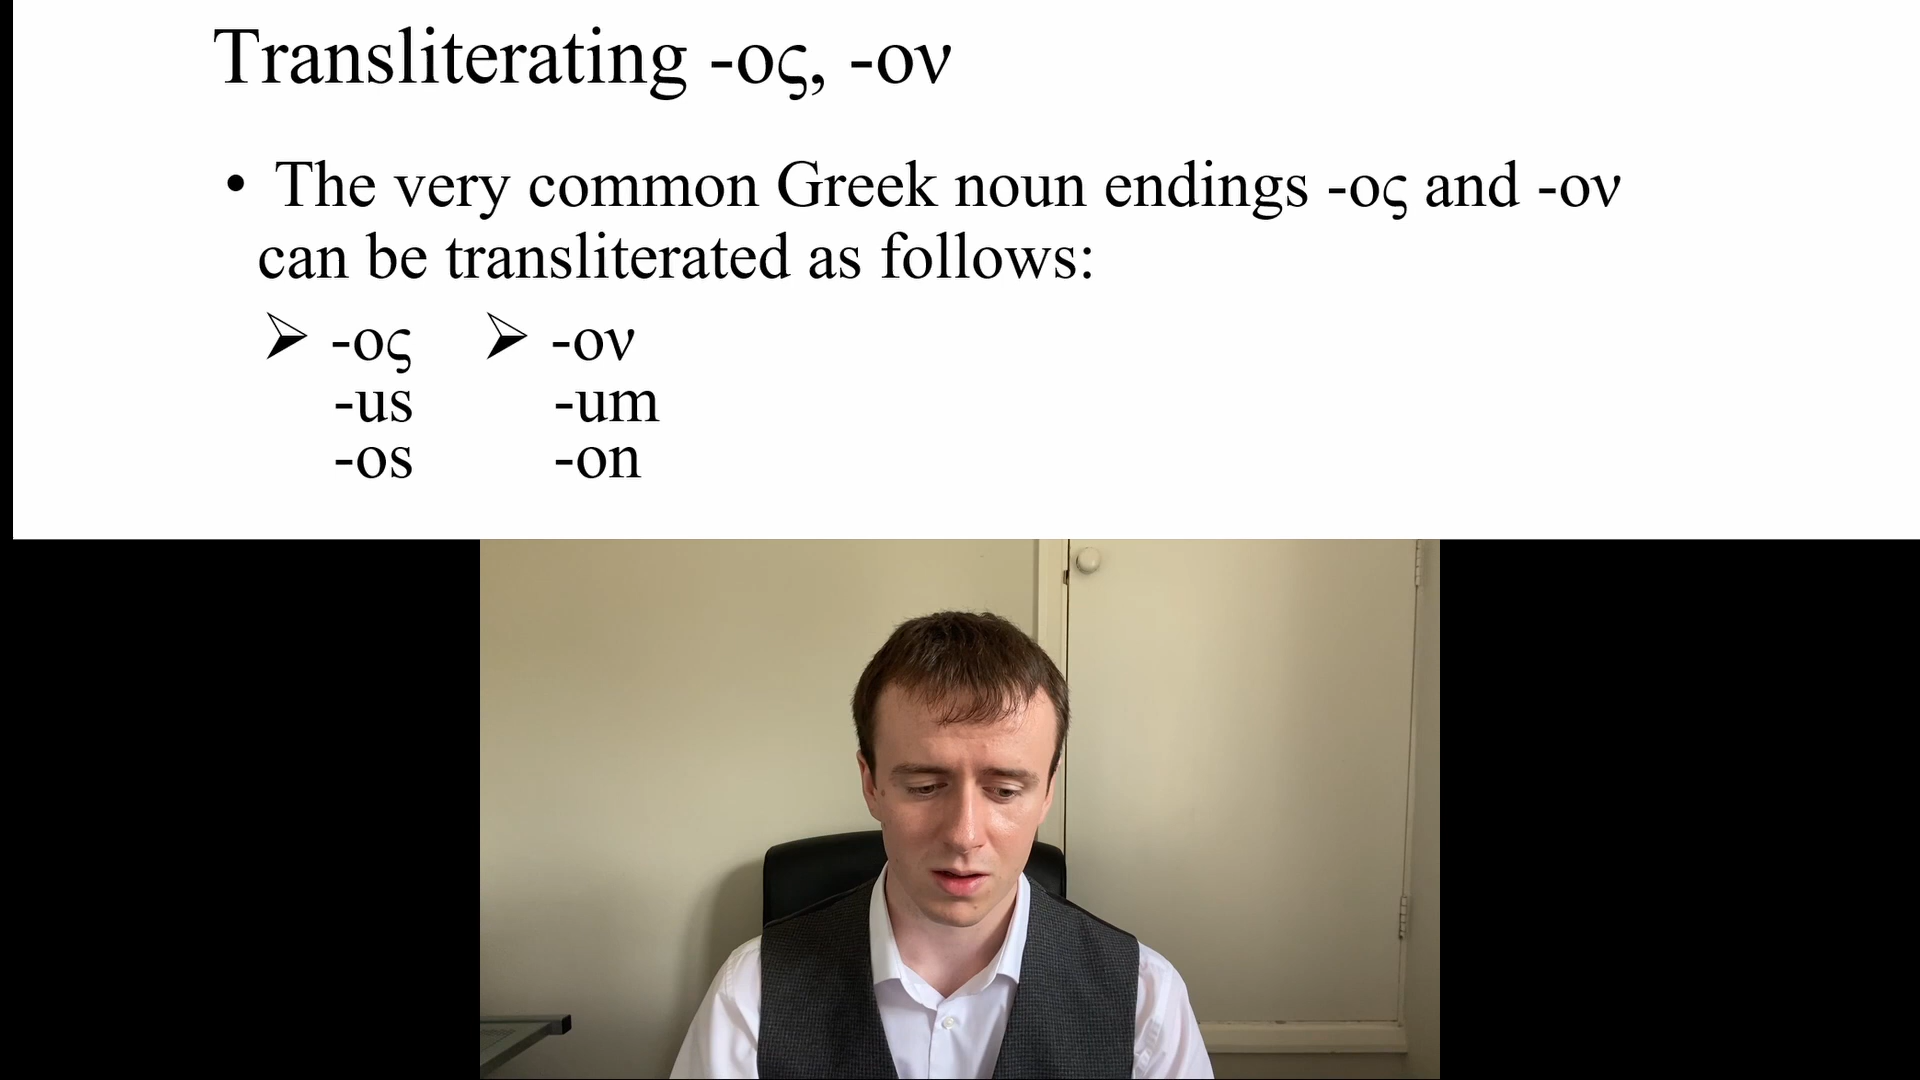 Transliterating -ος, -ον
• The very common Greek noun endings -ος and -ον
can be transliterated as follows:
➢ -ος ➢ -ον
-us -um
-os -on